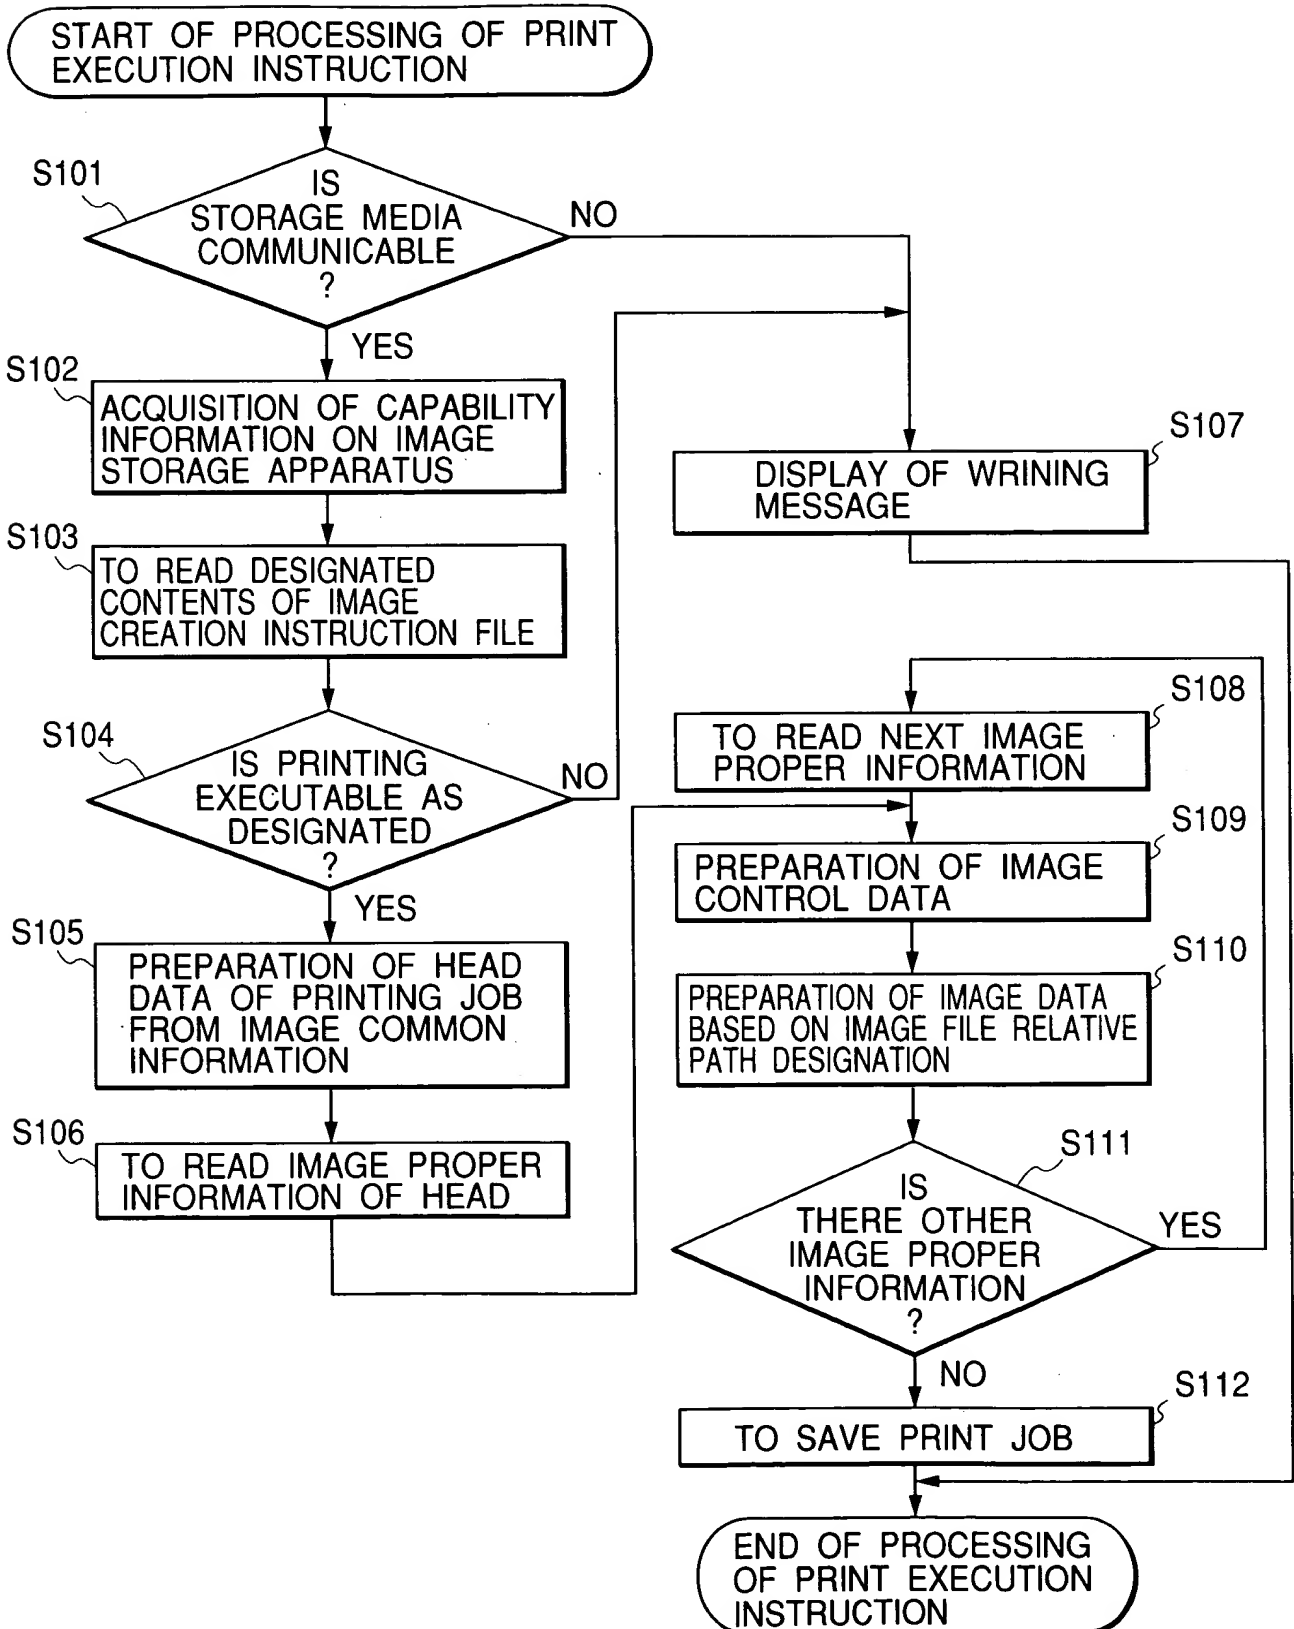 START OF PROCESSING OF PRINT
EXECUTION INSTRUCTION
S101
IS
STORAGE MEDIA
COMMUNICABLE
?
NO
YES
S102
ACQUISITION OF CAPABILITY
INFORMATION ON IMAGE
STORAGE APPARATUS
S103
TO READ DESIGNATED
CONTENTS OF IMAGE
CREATION INSTRUCTION FILE
S104
IS PRINTING
EXECUTABLE AS
DESIGNATED
?
NO
YES
S105
PREPARATION OF HEAD
DATA OF PRINTING JOB
FROM IMAGE COMMON
INFORMATION
S106
TO READ IMAGE PROPER
INFORMATION OF HEAD
S107
DISPLAY OF WRINING
MESSAGE
S108
TO READ NEXT IMAGE
PROPER INFORMATION
S109
PREPARATION OF IMAGE
CONTROL DATA
S110
PREPARATION OF IMAGE DATA
BASED ON IMAGE FILE RELATIVE
PATH DESIGNATION
S111
IS
THERE OTHER
IMAGE PROPER
INFORMATION
?
YES
NO
S112
TO SAVE PRINT JOB
END OF PROCESSING
OF PRINT EXECUTION
INSTRUCTION